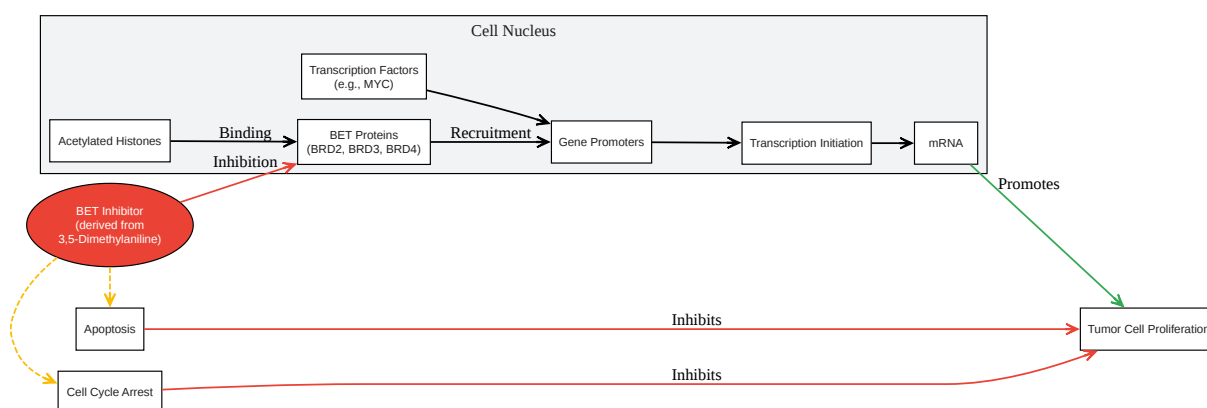 Cell Nucleus
Transcription Factors
(e.g., MYC)
Acetylated Histones
Binding
BET Proteins
(BRD2, BRD3, BRD4)
Recruitment
Gene Promoters
Transcription Initiation
mRNA
Inhibition
Promotes
BET Inhibitor
(derived from
3,5-Dimethylaniline)
Apoptosis
Inhibits
Tumor Cell Proliferation
Cell Cycle Arrest
Inhibits